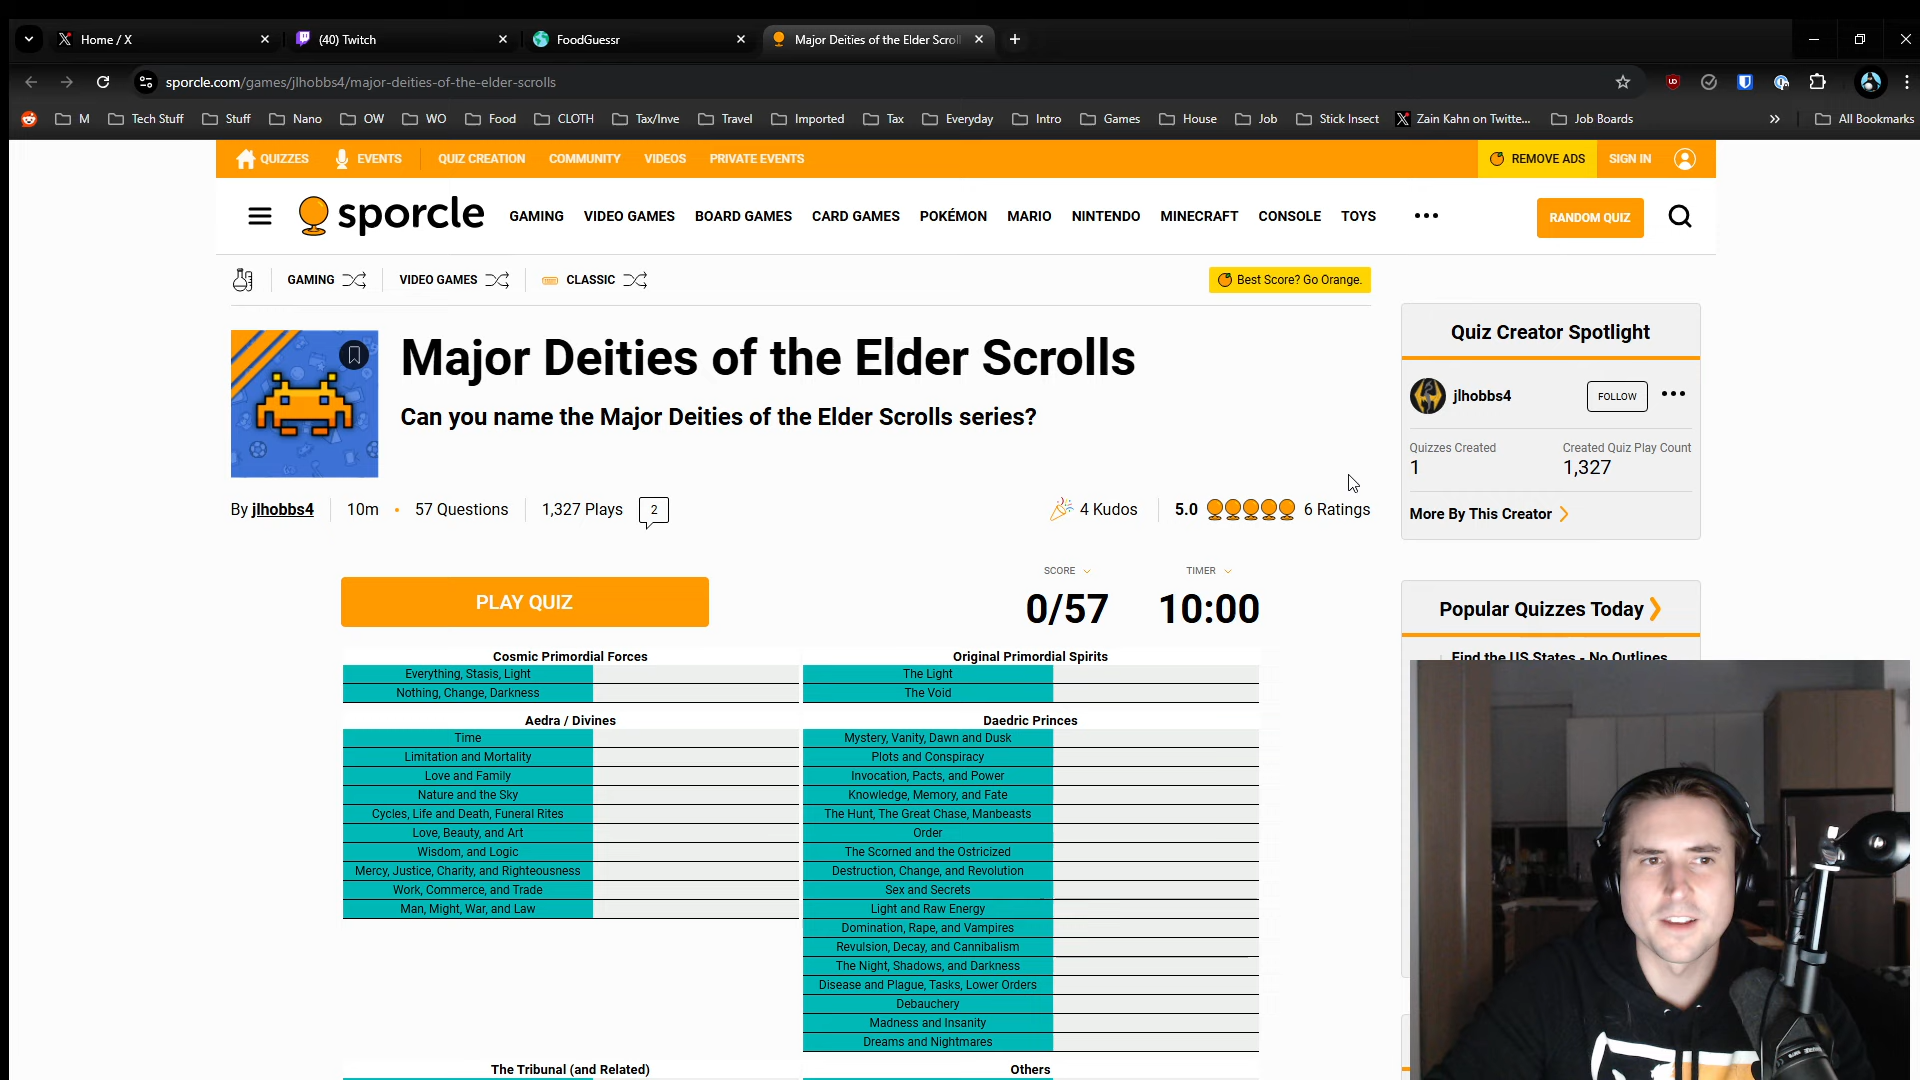 Home / X
(40) Twitch
FoodGuessr
Major Deities of the Elder Scroll
sporcle.com/games/jlhobbs4/major-deities-of-the-elder-scrolls
M
Tech Stuff
Stuff
Nano
OW
WO
Food
CLOTH
Tax/Inve
Travel
Imported
Tax
Everyday
Intro
Games
House
Job
Stick Insect
Zain Kahn on Twitte...
Job Boards
All Bookmarks
QUIZZES
EVENTS
QUIZ CREATION
COMMUNITY
VIDEOS
PRIVATE EVENTS
REMOVE ADS
SIGN IN
sporcle
GAMING
VIDEO GAMES
BOARD GAMES
CARD GAMES
POKÉMON
MARIO
NINTENDO
MINECRAFT
CONSOLE
TOYS
RANDOM QUIZ
GAMING
VIDEO GAMES
CLASSIC
Best Score? Go Orange.
Major Deities of the Elder Scrolls
Can you name the Major Deities of the Elder Scrolls series?
By jlhobbs4
10m
57 Questions
1,327 Plays
2
4 Kudos
5.0
6 Ratings
Quiz Creator Spotlight
jlhobbs4
FOLLOW
Quizzes Created
1
Created Quiz Play Count
1,327
More By This Creator
PLAY QUIZ
SCORE
0/57
TIMER
10:00
Popular Quizzes Today
Find the US States - No Outlines
Cosmic Primordial Forces
Everything, Stasis, Light
Nothing, Change, Darkness
Original Primordial Spirits
The Light
The Void
Aedra / Divines
Time
Limitation and Mortality
Love and Family
Nature and the Sky
Cycles, Life and Death, Funeral Rites
Love, Beauty, and Art
Wisdom, and Logic
Mercy, Justice, Charity, and Righteousness
Work, Commerce, and Trade
Man, Might, War, and Law
Daedric Princes
Mystery, Vanity, Dawn and Dusk
Plots and Conspiracy
Invocation, Pacts, and Power
Knowledge, Memory, and Fate
The Hunt, The Great Chase, Manbeasts
Order
The Scorned and the Ostricized
Destruction, Change, and Revolution
Sex and Secrets
Light and Raw Energy
Domination, Rape, and Vampires
Revulsion, Decay, and Cannibalism
The Night, Shadows, and Darkness
Disease and Plague, Tasks, Lower Orders
Debauchery
Madness and Insanity
Dreams and Nightmares
The Tribunal (and Related)
Others